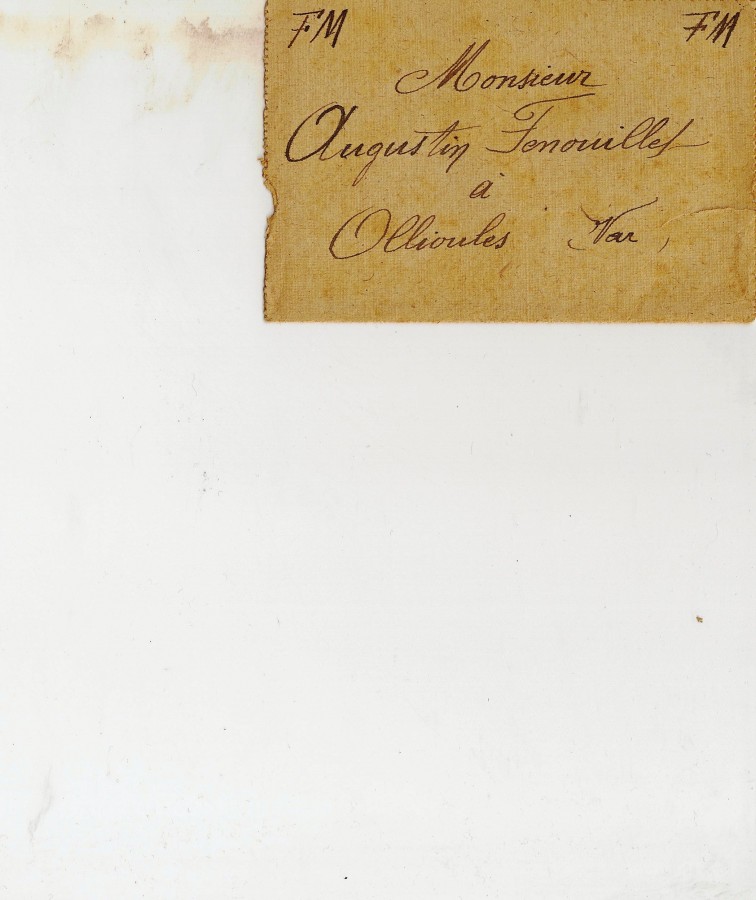 FM FM
Monsieur
Augustin Fenouillet
à
Ollioules Var,